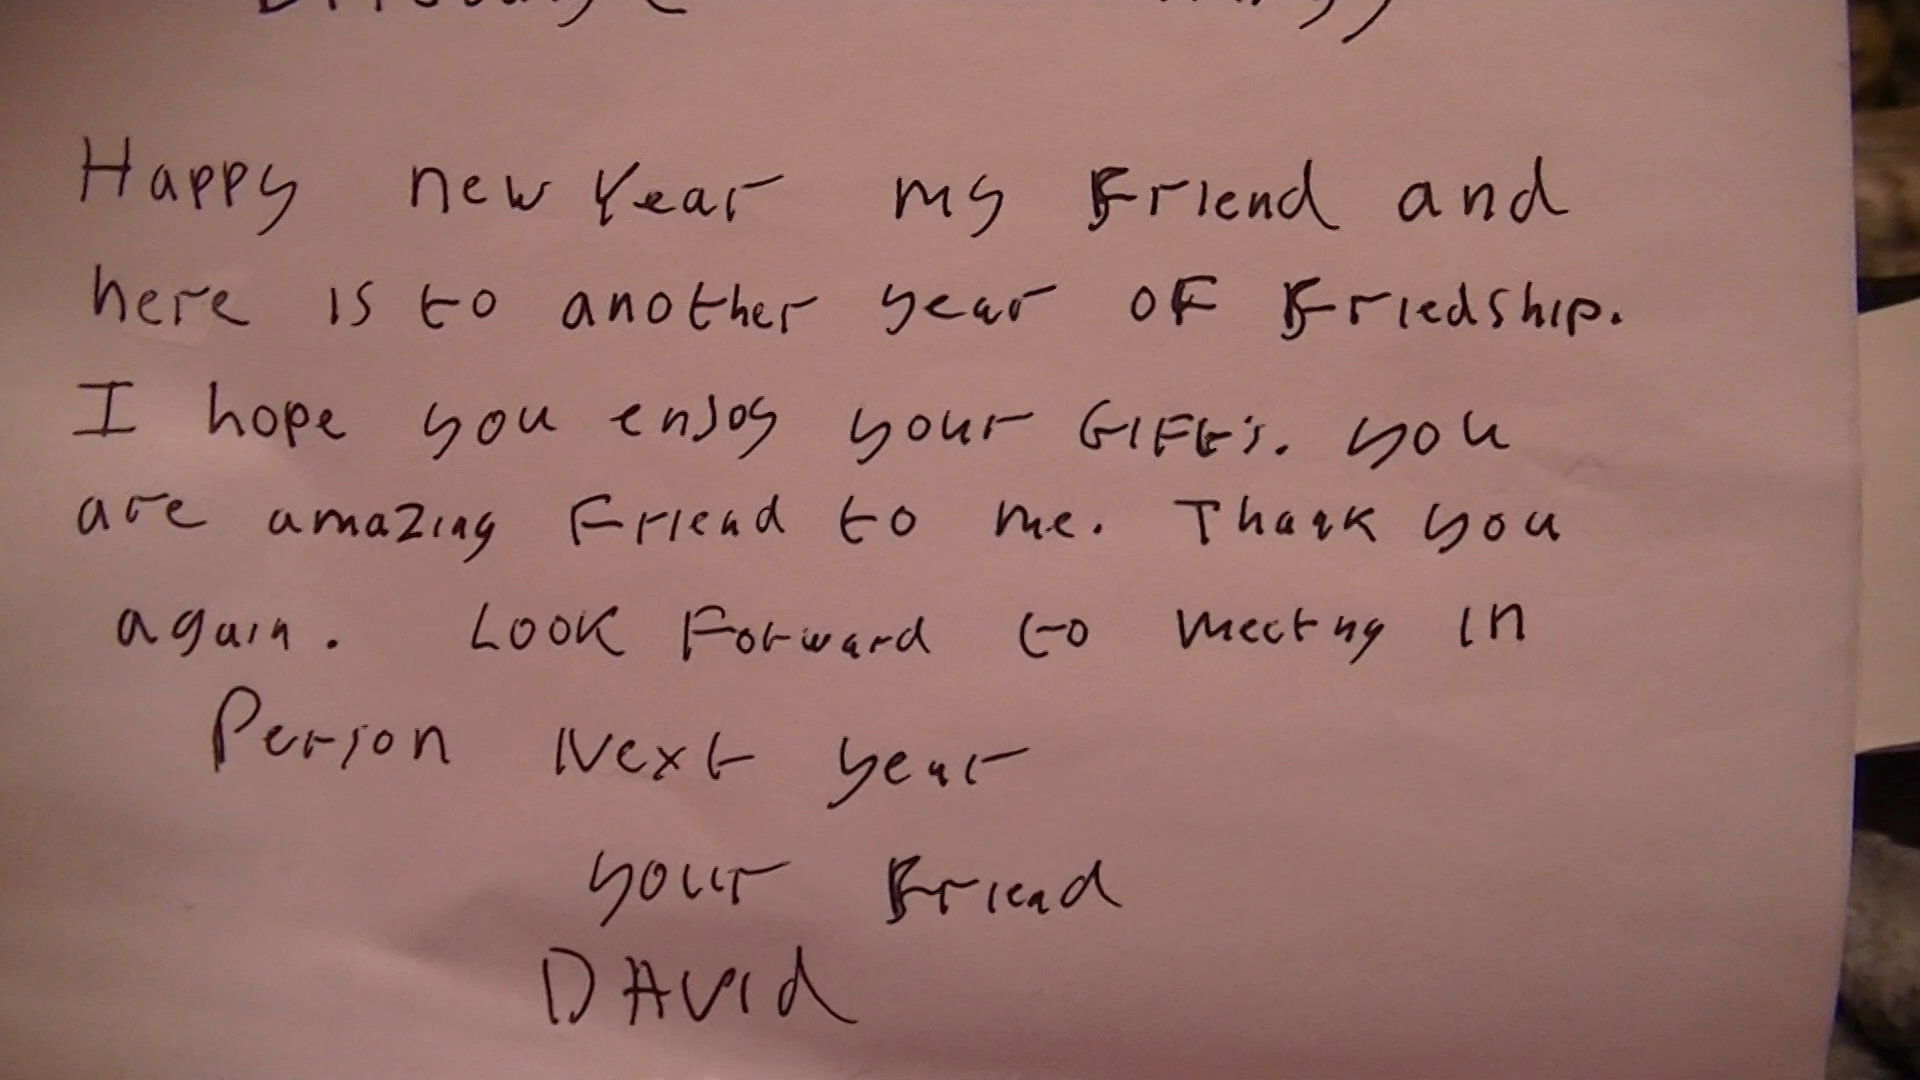 Happy new Year my Friend and
here is to another year of Friedship.
I hope you enjoy your GIFt's. you
are amazing Friend to me. Thank you
again. Look Forward to meeting in
Person Next year
your Friend
DAVId